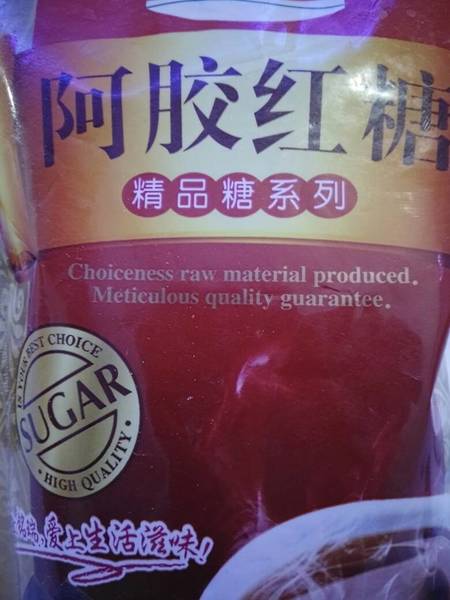 阿胶红糖
精品糖系列
Choiceness raw material produced.
Meticulous quality guarantee.
IS YOUR BEST CHOICE
SUGAR
· HIGH QUALITY ·
爱上生活滋味!